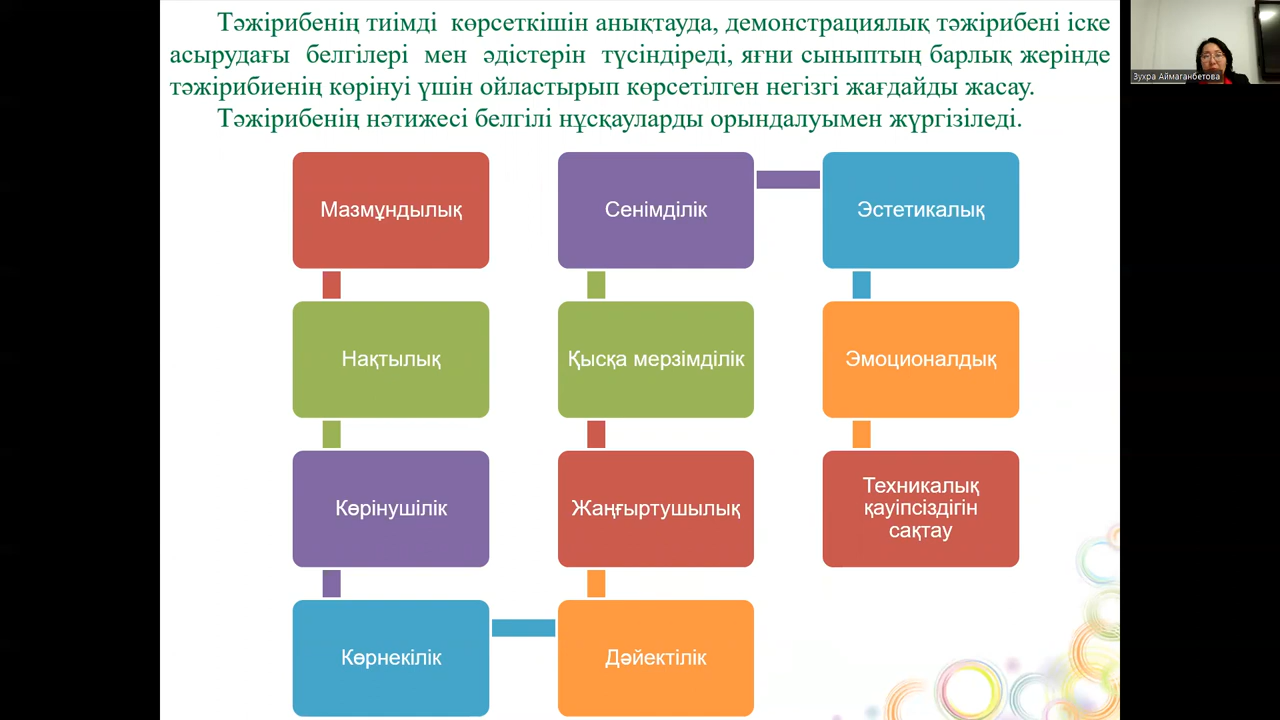 Тәжірибенің тиімді көрсеткішін анықтауда, демонстрациялық тәжірибені іске
асырудағы белгілері мен әдістерін түсіндіреді, яғни сыныптың барлық жерінде
тәжірибиенің көрінуі үшін ойластырып көрсетілген негізгі жағдайды жасау.
Тәжірибенің нәтижесі белгілі нұсқауларды орындалуымен жүргізіледі.
Мазмұндылық
Нақтылық
Көрінушілік
Көрнекілік
Дәйектілік
Жаңғыртушылық
Қысқа мерзімділік
Сенімділік
Эстетикалық
Эмоционалдық
Техникалық
қауіпсіздігін
сақтау
Зухра Аймаганбетова